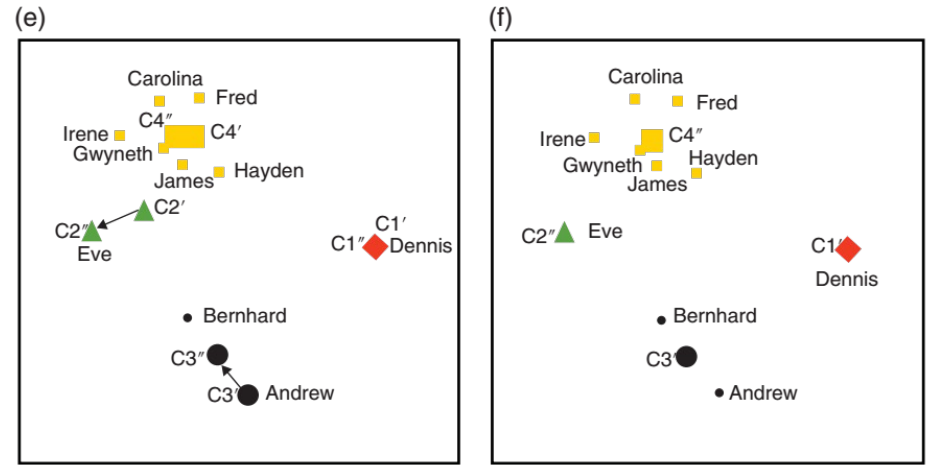 (e)
Carolina
Fred
C4″
C4′
Irene
Gwyneth
James
Hayden
C2′
C2″
Eve
C1′
C1″
Dennis
Bernhard
C3″
C3′
Andrew
(f)
Carolina
Fred
Irene
C4″
Gwyneth
Hayden
James
C2″
Eve
C1′
Dennis
Bernhard
C3′
Andrew